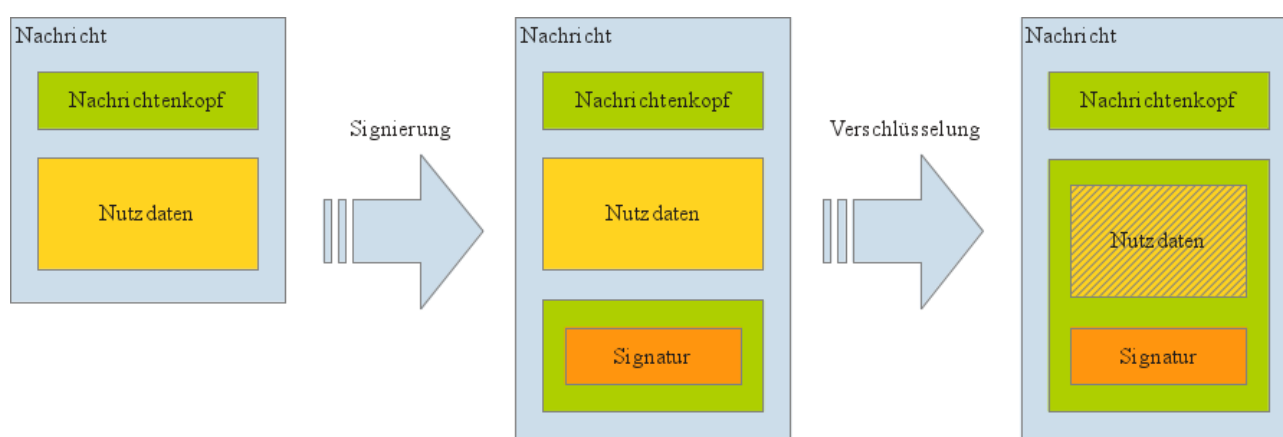 Nachricht
Nachrichtenkopf
Nutzdaten
Signierung
Nachricht
Nachrichtenkopf
Nutzdaten
Signatur
Verschlüsselung
Nachricht
Nachrichtenkopf
Nutzdaten
Signatur